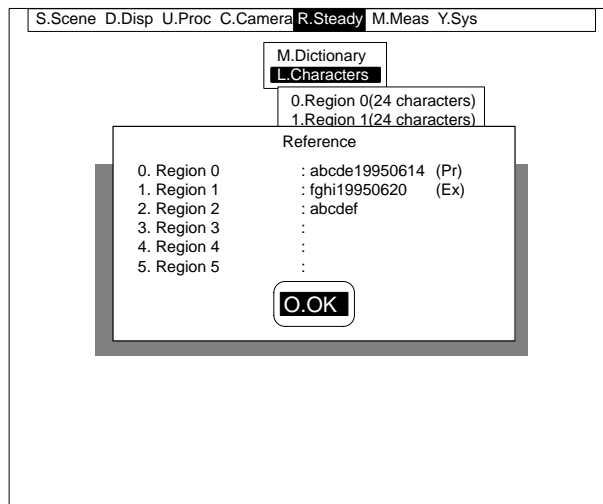 S.Scene D.Disp U.Proc C.Camera R.Steady M.Meas Y.Sys
M.Dictionary
L.Characters
0.Region 0(24 characters)
1.Region 1(24 characters)
Reference
0. Region 0 : abcde19950614 (Pr)
1. Region 1 : fghi19950620 (Ex)
2. Region 2 : abcdef
3. Region 3 :
4. Region 4 :
5. Region 5 :
O.OK